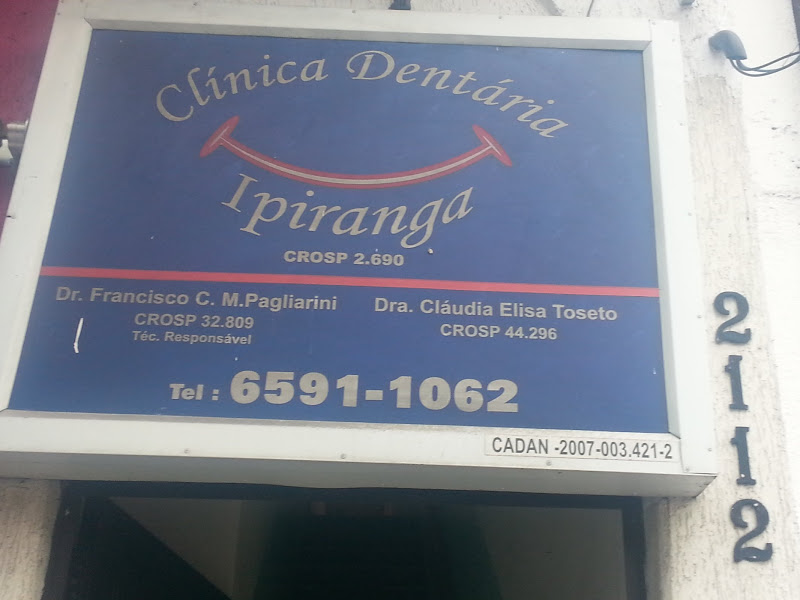 Clínica Dentária
Ipiranga
CROSP 2.690
Dr. Francisco C. M.Pagliarini
CROSP 32.809
Téc. Responsável
Dra. Cláudia Elisa Toseto
CROSP 44.296
Tel : 6591-1062
CADAN -2007-003.421-2
2112